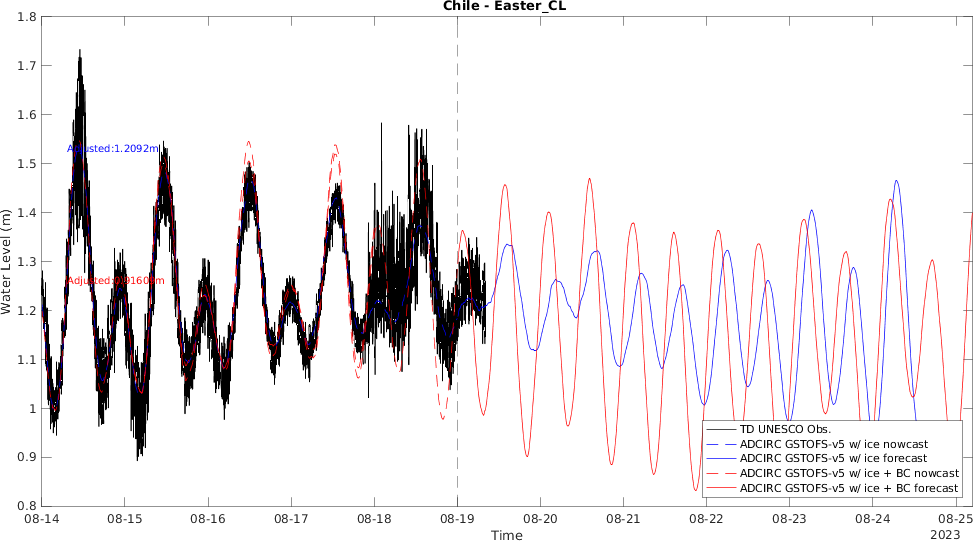 Chile - Easter_CL
1.8
1.7
1.6
1.5
1.4
1.3
1.2
1.1
1
0.9
0.8
Water Level (m)
Adjusted:1.2092m
TD UNESCO Obs.
ADCIRC GSTOFS-v5 w/ ice nowcast
ADCIRC GSTOFS-v5 w/ ice forecast
ADCIRC GSTOFS-v5 w/ ice + BC nowcast
ADCIRC GSTOFS-v5 w/ ice + BC forecast
08-14 08-15 08-16 08-17 08-18 08-19 08-20 08-21 08-22 08-23 08-24 08-25
Time
2023